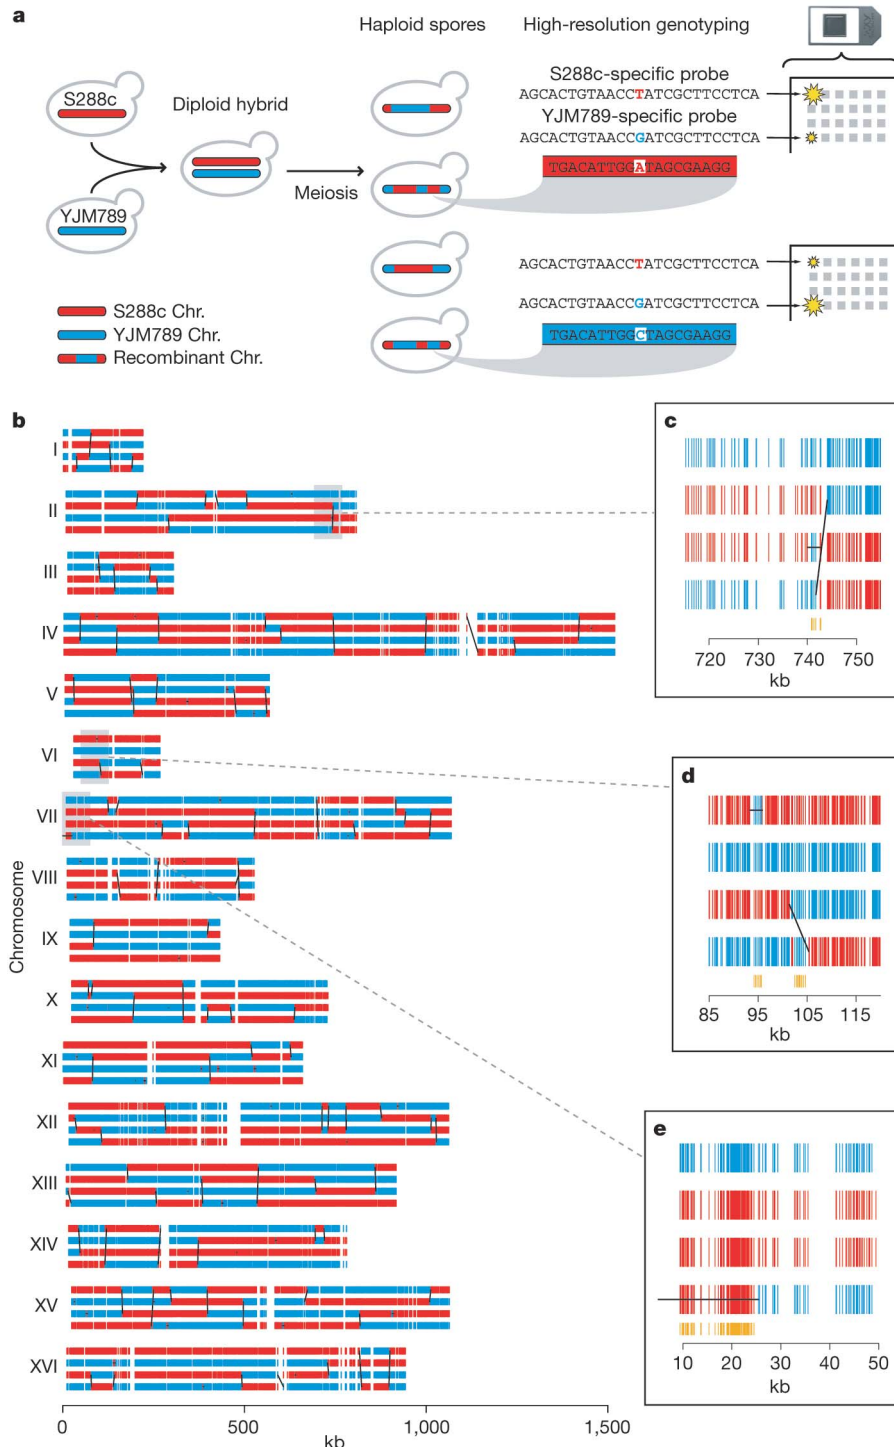 a
Haploid spores
High-resolution genotyping
S288c
Diploid hybrid
S288c-specific probe
AGCACTGTAACCTATCGCTTCCTCA
YJM789-specific probe
AGCACTGTAACCGATCGCTTCCTCA
TGACATTGGATAGCGAAGG
Meiosis
YJM789
AGCACTGTAACCTATCGCTTCCTCA
AGCACTGTAACCGATCGCTTCCTCA
TGACATTGGCTAGCGAAGG
S288c Chr.
YJM789 Chr.
Recombinant Chr.
b
Chromosome
I
II
III
IV
V
VI
VII
VIII
IX
X
XI
XII
XIII
XIV
XV
XVI
0 500 1,000 1,500
kb
c
720 730 740 750
kb
d
85 95 105 115
kb
e
10 20 30 40 50
kb